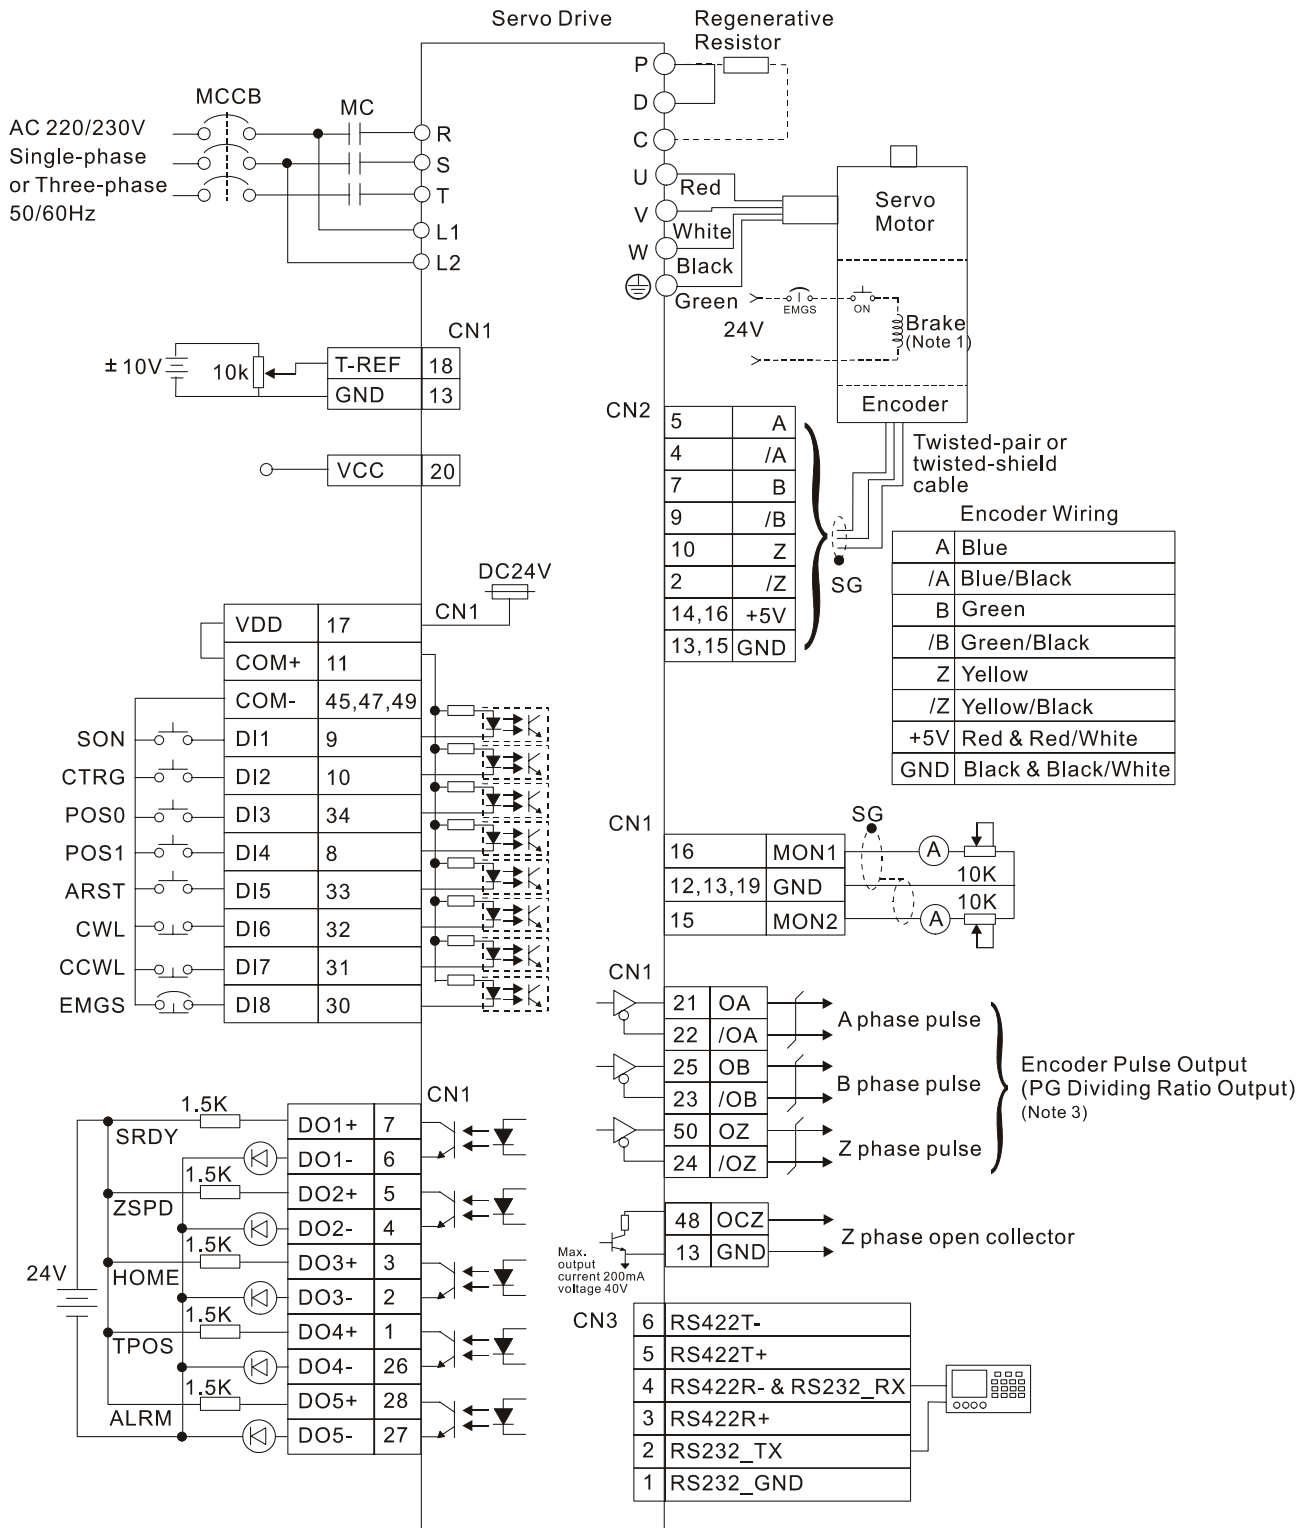 Servo Drive
Regenerative
Resistor
MCCB
MC
AC 220/230V
Single-phase
or Three-phase
50/60Hz
R
S
T
L1
L2
P
D
C
U
V
W
Red
White
Black
Green
Servo
Motor
24V
EMGS
ON
Brake
(Note 1)
Encoder
± 10V
10k
CN1
T-REF 18
GND 13
VCC 20
CN2
5 A
4 /A
7 B
9 /B
10 Z
2 /Z
14,16 +5V
13,15 GND
SG
Twisted-pair or
twisted-shield
cable
Encoder Wiring
A Blue
/A Blue/Black
B Green
/B Green/Black
Z Yellow
/Z Yellow/Black
+5V Red & Red/White
GND Black & Black/White
DC24V
CN1
VDD 17
COM+ 11
COM- 45,47,49
SON DI1 9
CTRG DI2 10
POS0 DI3 34
POS1 DI4 8
ARST DI5 33
CWL DI6 32
CCWL DI7 31
EMGS DI8 30
CN1
SG
16 MON1
12,13,19 GND
15 MON2
A
10K
10K
A
CN1
21 OA
22 /OA
A phase pulse
25 OB
23 /OB
B phase pulse
50 OZ
24 /OZ
Z phase pulse
Encoder Pulse Output
(PG Dividing Ratio Output)
(Note 3)
48 OCZ
13 GND
Z phase open collector
Max.
output
current 200mA
voltage 40V
CN1
24V
1.5K
SRDY
DO1+ 7
DO1- 6
1.5K
ZSPD
DO2+ 5
DO2- 4
1.5K
HOME
DO3+ 3
DO3- 2
1.5K
TPOS
DO4+ 1
DO4- 26
1.5K
ALRM
DO5+ 28
DO5- 27
CN3
6 RS422T-
5 RS422T+
4 RS422R- & RS232_RX
3 RS422R+
2 RS232_TX
1 RS232_GND